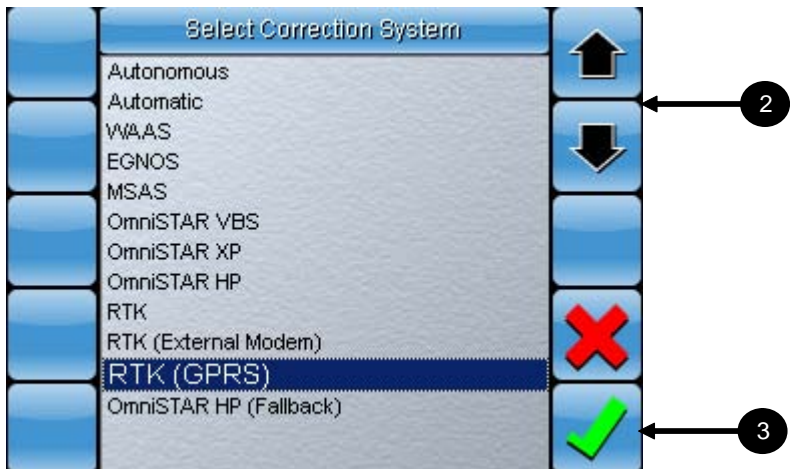 Select Correction System
Autonomous
Automatic
WAAS
EGNOS
MSAS
OmniSTAR VBS
OmniSTAR XP
OmniSTAR HP
RTK
RTK (External Modem)
RTK (GPRS)
OmniSTAR HP (Fallback)
2
3